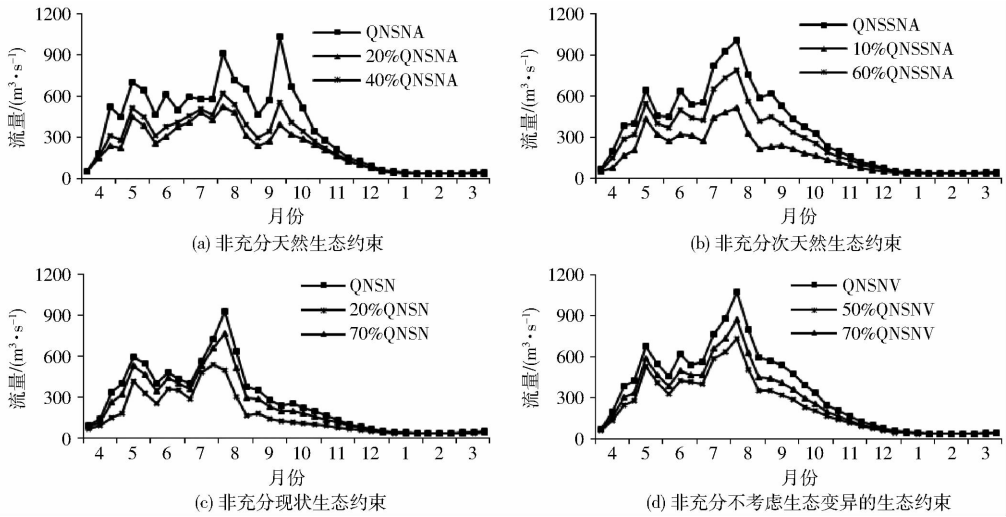 1200
900
600
300
0
流量/(m³·s⁻¹)
QNSNA
20%QNSNA
40%QNSNA
4 5 6 7 8 9 10 11 12 1 2 3
月份
(a) 非充分天然生态约束
1200
900
600
300
0
流量/(m³·s⁻¹)
QNSSNA
10%QNSSNA
60%QNSSNA
4 5 6 7 8 9 10 11 12 1 2 3
月份
(b) 非充分次天然生态约束
1200
900
600
300
0
流量/(m³·s⁻¹)
QNSN
20%QNSN
70%QNSN
4 5 6 7 8 9 10 11 12 1 2 3
月份
(c) 非充分现状生态约束
1200
900
600
300
0
流量/(m³·s⁻¹)
QNSNV
50%QNSNV
70%QNSNV
4 5 6 7 8 9 10 11 12 1 2 3
月份
(d) 非充分不考虑生态变异的生态约束